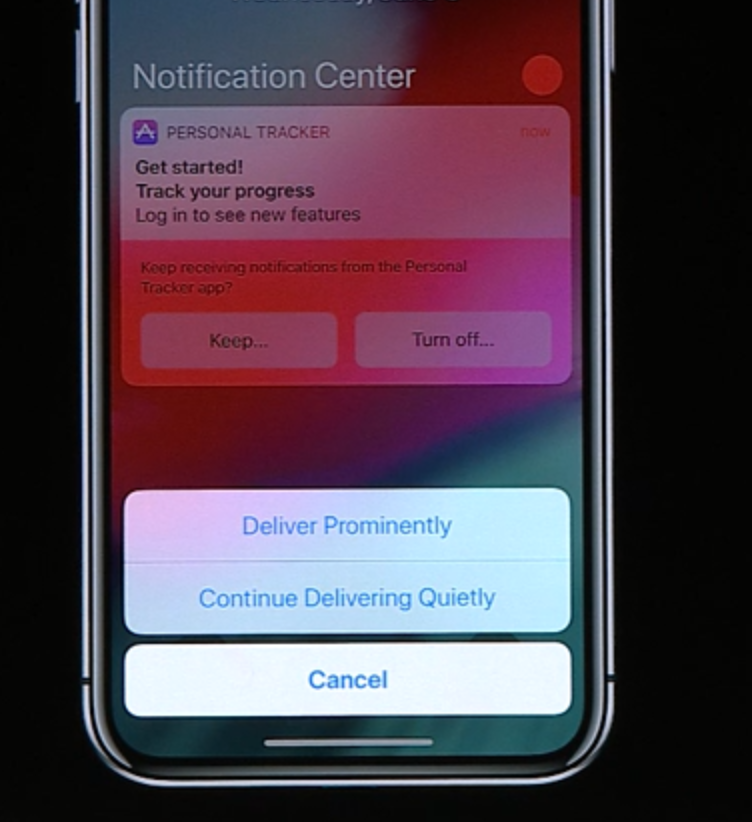 Notification Center
PERSONAL TRACKER now
Get started!
Track your progress
Log in to see new features
Keep receiving notifications from the Personal
Tracker app?
Keep... Turn off...
Deliver Prominently
Continue Delivering Quietly
Cancel